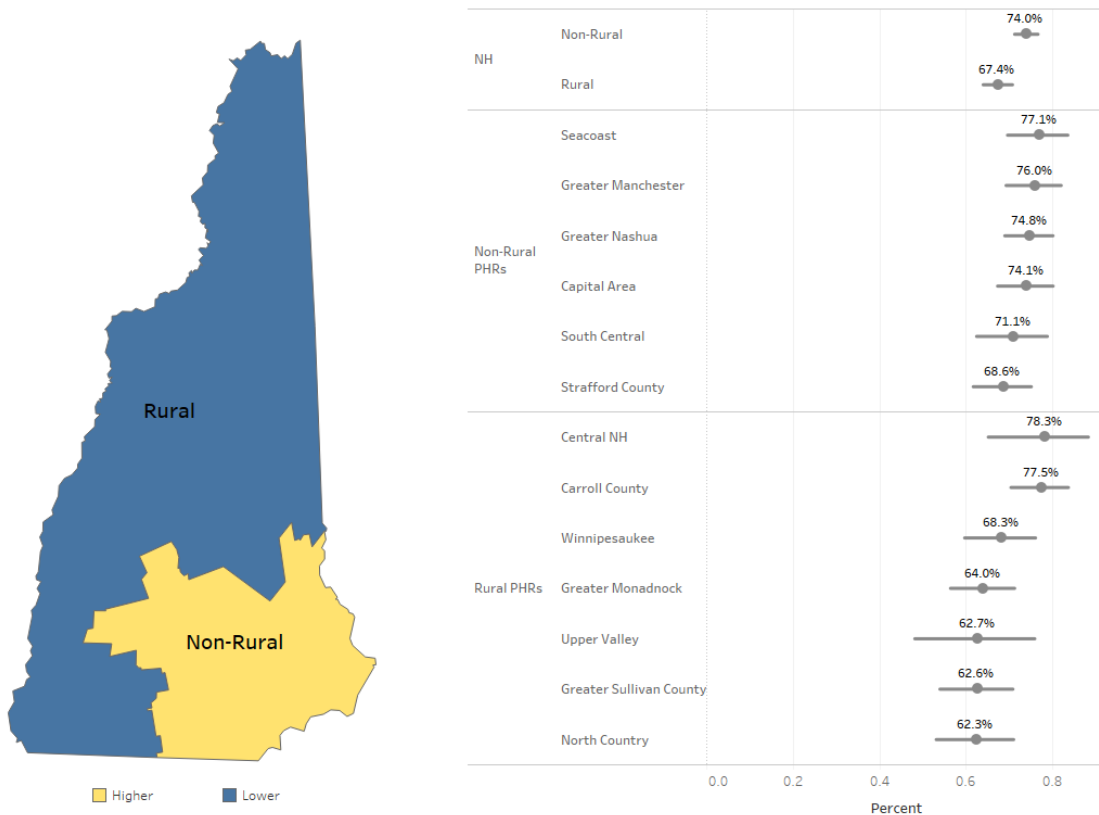 Rural
Non-Rural
Higher
Lower
NH
Non-Rural
74.0%
Rural
67.4%
Non-Rural
PHRs
Seacoast
77.1%
Greater Manchester
76.0%
Greater Nashua
74.8%
Capital Area
74.1%
South Central
71.1%
Strafford County
68.6%
Rural PHRs
Central NH
78.3%
Carroll County
77.5%
Winnipesaukee
68.3%
Greater Monadnock
64.0%
Upper Valley
62.7%
Greater Sullivan County
62.6%
North Country
62.3%
0.0 0.2 0.4 0.6 0.8
Percent